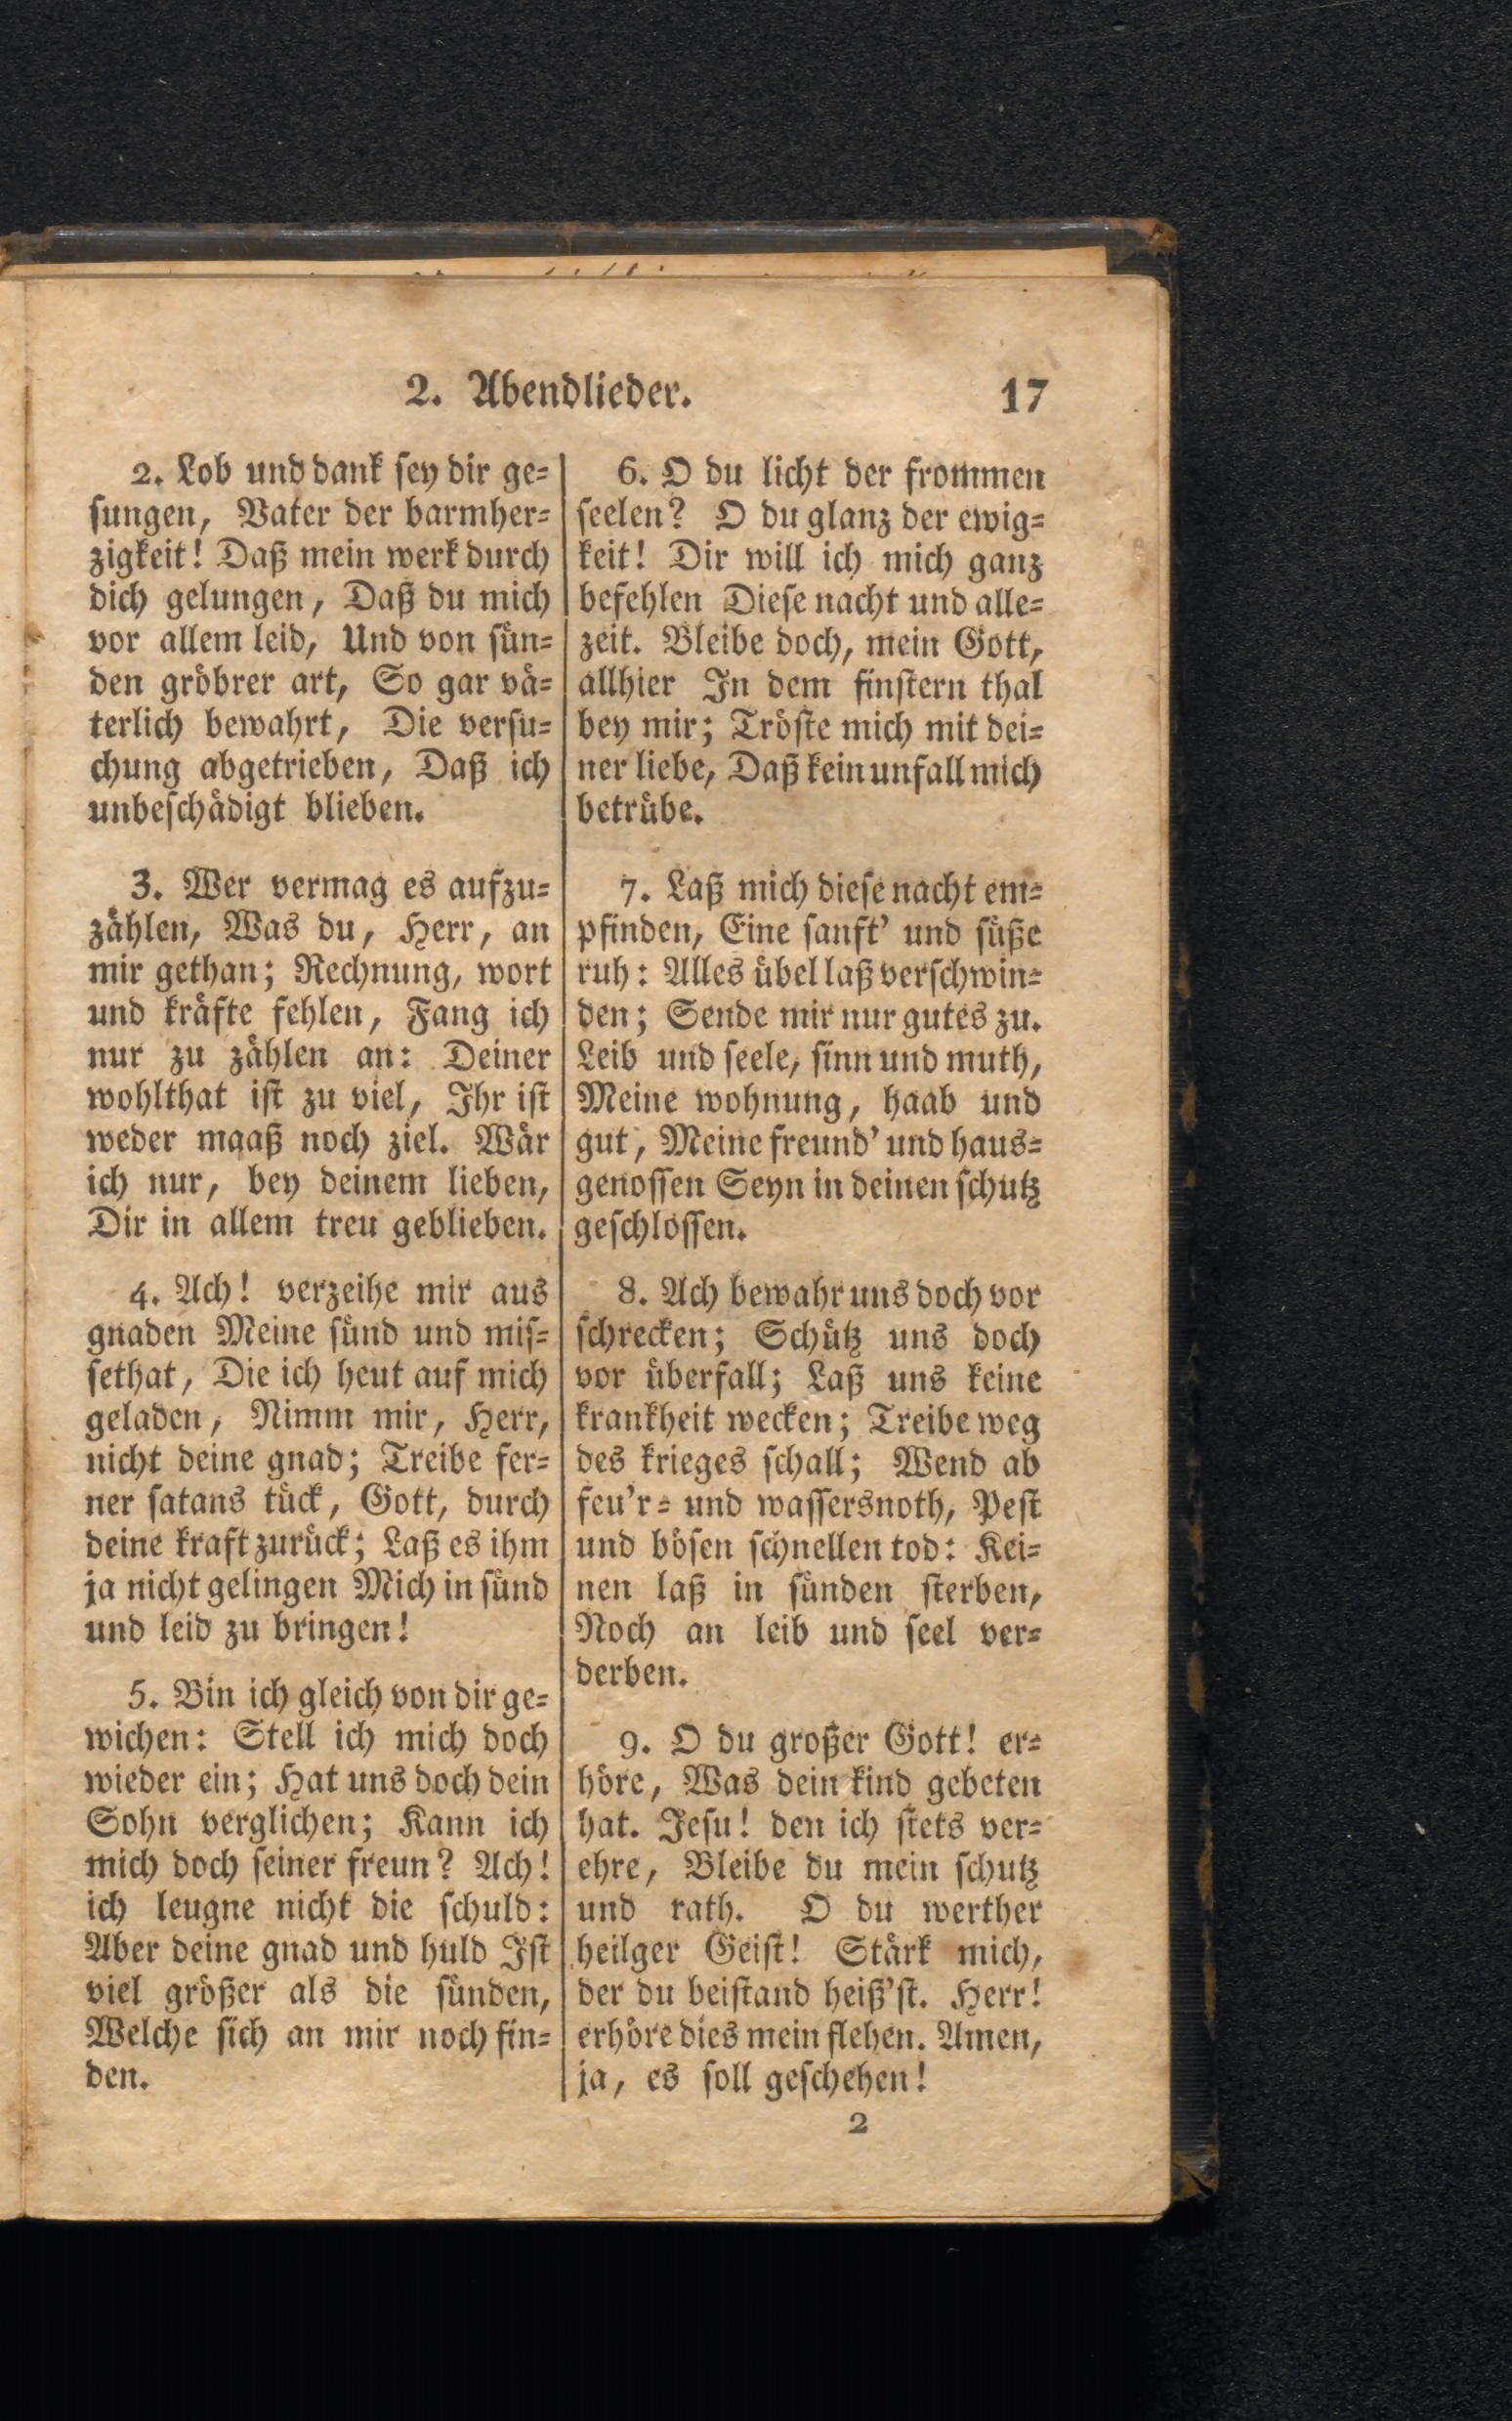 2. Abendlieder.
17
2. Lob und dank sey dir ge=
sungen, Vater der barmher=
zigkeit! Daß mein werk durch
dich gelungen, Daß du mich
vor allem leid, Und von sün=
den gröbrer art, So gar vä=
terlich bewahrt, Die versu=
chung abgetrieben, Daß ich
unbeschädigt blieben.
3. Wer vermag es aufzu=
zählen, Was du, Herr, an
mir gethan; Rechnung, wort
und kräfte fehlen, Fang ich
nur zu zählen an: Deiner
wohlthat ist zu viel, Ihr ist
weder maaß noch ziel. Wär
ich nur, bey deinem lieben,
Dir in allem treu geblieben.
4. Ach! verzeihe mir aus
gnaden Meine sünd und mis=
sethat, Die ich heut auf mich
geladen, Nimm mir, Herr,
nicht deine gnad; Treibe fer=
ner satans tück, Gott, durch
deine kraft zurück; Laß es ihm
ja nicht gelingen Mich in sünd
und leid zu bringen!
5. Bin ich gleich von dir ge=
wichen: Stell ich mich doch
wieder ein; Hat uns doch dein
Sohn verglichen; Kann ich
mich doch seiner freun? Ach!
ich leugne nicht die schuld:
Aber deine gnad und huld Ist
viel größer als die sünden,
Welche sich an mir noch fin=
den.
6. O du licht der frommen
seelen? O du glanz der ewig=
keit! Dir will ich mich ganz
befehlen Diese nacht und alle=
zeit. Bleibe doch, mein Gott,
allhier In dem finstern thal
bey mir; Tröste mich mit dei=
ner liebe, Daß kein unfall mich
betrübe.
7. Laß mich diese nacht em=
pfinden, Eine sanft' und süße
ruh: Alles übel laß verschwin=
den; Sende mir nur gutes zu.
Leib und seele, sinn und muth,
Meine wohnung, haab und
gut, Meine freund' und haus=
genossen Seyn in deinen schutz
geschlossen.
8. Ach bewahr uns doch vor
schrecken; Schütz uns doch
vor überfall; Laß uns keine
krankheit wecken; Treibe weg
des krieges schall; Wend ab
feu'r= und wassersnoth, Pest
und bösen schnellen tod: Kei=
nen laß in sünden sterben,
Noch an leib und seel ver=
derben.
9. O du großer Gott! er=
höre, Was dein kind gebeten
hat. Jesu! den ich stets ver=
ehre, Bleibe du mein schutz
und rath. O du werther
heilger Geist! Stärk mich,
der du beistand heiß'st. Herr!
erhöre dies mein flehen. Amen,
ja, es soll geschehen!
2